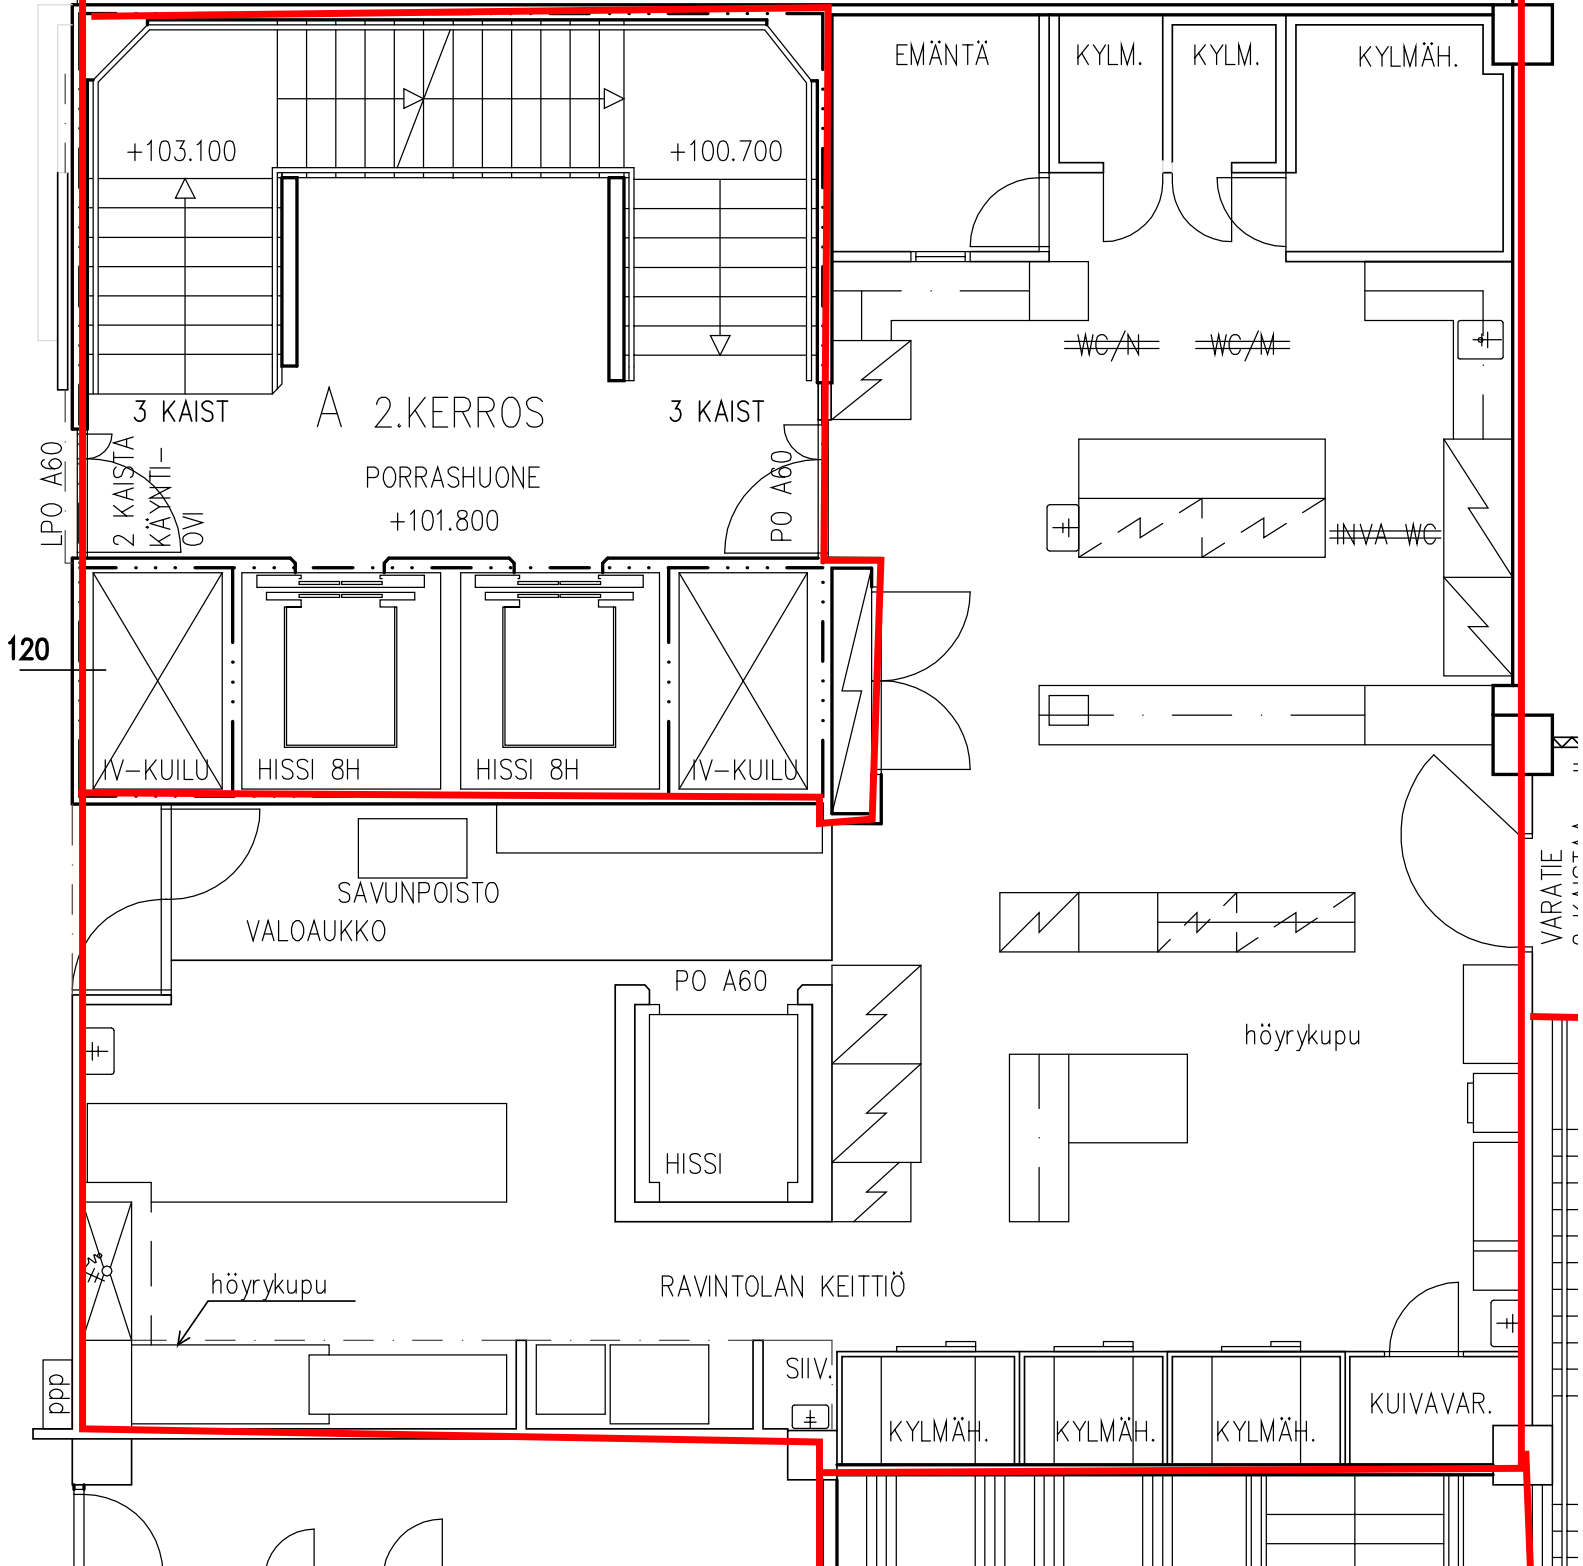 EMÄNTÄ
KYLM.
KYLM.
KYLMÄH.
+103.100
+100.700
WC/N
WC/M
3 KAIST
A 2.KERROS
3 KAIST
PORRASHUONE
+101.800
LPO A60
2 KAISTA
KÄYNTI-
OVI
PO A60
INVA WC
120
IV-KUILU
HISSI 8H
HISSI 8H
IV-KUILU
SAVUNPOISTO
VALOAUKKO
VARATIE
PO A60
höyrykupu
HISSI
höyrykupu
RAVINTOLAN KEITTIÖ
SIIV.
ppp
KYLMÄH.
KYLMÄH.
KYLMÄH.
KUIVAVAR.